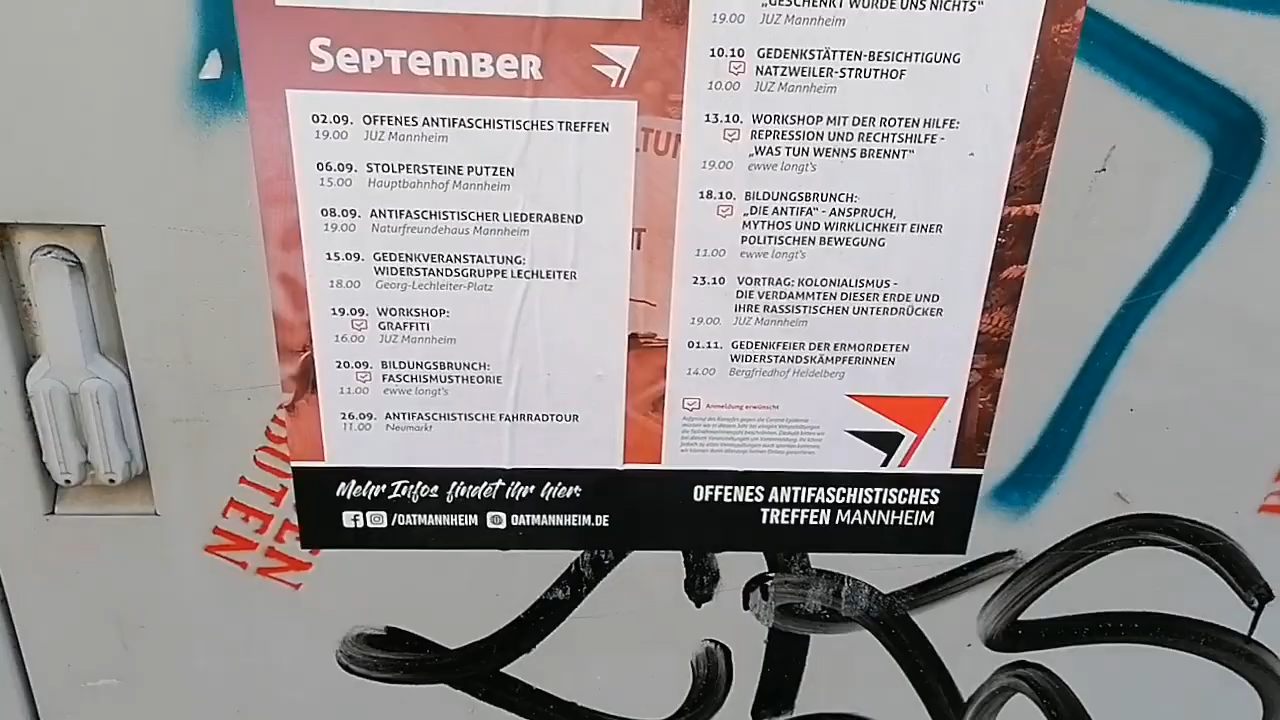 September
02.09. OFFENES ANTIFASCHISTISCHES TREFFEN
19.00 JUZ Mannheim
06.09. STOLPERSTEINE PUTZEN
15.00 Hauptbahnhof Mannheim
08.09. ANTIFASCHISTISCHER LIEDERABEND
19.00 Naturfreundehaus Mannheim
15.09. GEDENKVERANSTALTUNG:
WIDERSTANDSGRUPPE LECHLEITER
18.00 Georg-Lechleiter-Platz
19.09. WORKSHOP:
GRAFFITI
16.00 JUZ Mannheim
20.09. BILDUNGSBRUNCH:
FASCHISMUSTHEORIE
11.00 ewwe longt's
26.09. ANTIFASCHISTISCHE FAHRRADTOUR
11.00 Neumarkt
„GESCHENKT WURDE UNS NICHTS"
19.00 JUZ Mannheim
10.10 GEDENKSTÄTTEN-BESICHTIGUNG
NATZWEILER-STRUTHOF
10.00 JUZ Mannheim
13.10. WORKSHOP MIT DER ROTEN HILFE:
REPRESSION UND RECHTSHILFE -
„WAS TUN WENNS BRENNT"
19.00 ewwe longt's
18.10. BILDUNGSBRUNCH:
„DIE ANTIFA" - ANSPRUCH,
MYTHOS UND WIRKLICHKEIT EINER
POLITISCHEN BEWEGUNG
11.00 ewwe longt's
23.10 VORTRAG: KOLONIALISMUS -
DIE VERDAMMTEN DIESER ERDE UND
IHRE RASSISTISCHEN UNTERDRÜCKER
19.00. JUZ Mannheim
01.11. GEDENKFEIER DER ERMORDETEN
WIDERSTANDSKÄMPFERINNEN
14.00 Bergfriedhof Heidelberg
Anmeldung erwünscht
Mehr Infos findet ihr hier:
/OATMANNHEIM OATMANNHEIM.DE
OFFENES ANTIFASCHISTISCHES
TREFFEN MANNHEIM